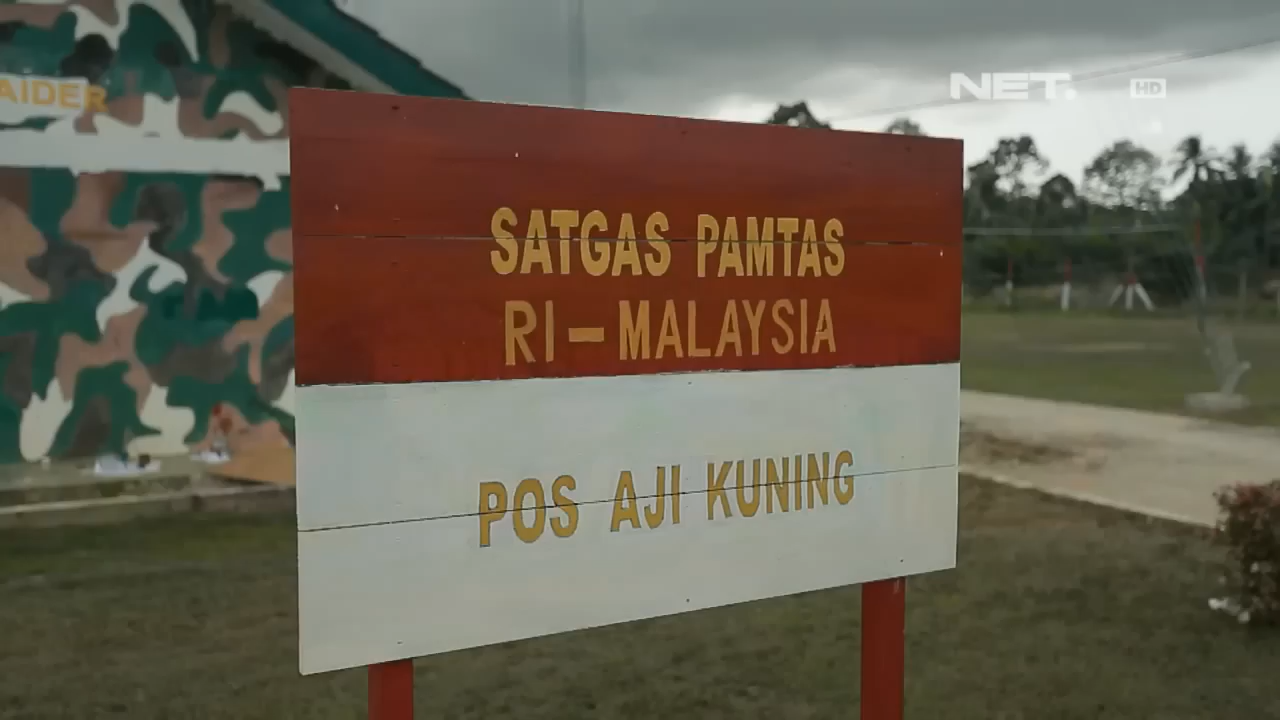 AIDER
NET.
HD
SATGAS PAMTAS
RI-MALAYSIA
POS AJI KUNING